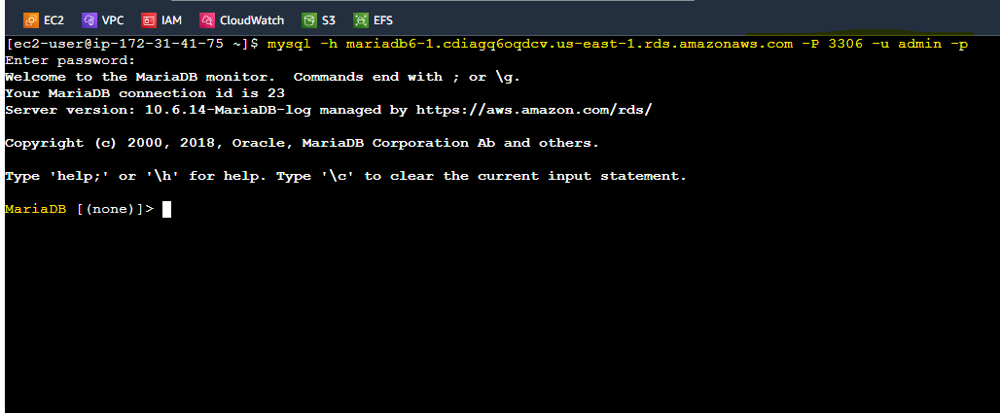 EC2 VPC IAM CloudWatch S3 EFS
[ec2-user@ip-172-31-41-75 ~]$ mysql -h mariadb6-1.cdiagq6oqdcv.us-east-1.rds.amazonaws.com -P 3306 -u admin -p
Enter password:
Welcome to the MariaDB monitor.  Commands end with ; or \g.
Your MariaDB connection id is 23
Server version: 10.6.14-MariaDB-log managed by https://aws.amazon.com/rds/
Copyright (c) 2000, 2018, Oracle, MariaDB Corporation Ab and others.
Type 'help;' or '\h' for help. Type '\c' to clear the current input statement.
MariaDB [(none)]>